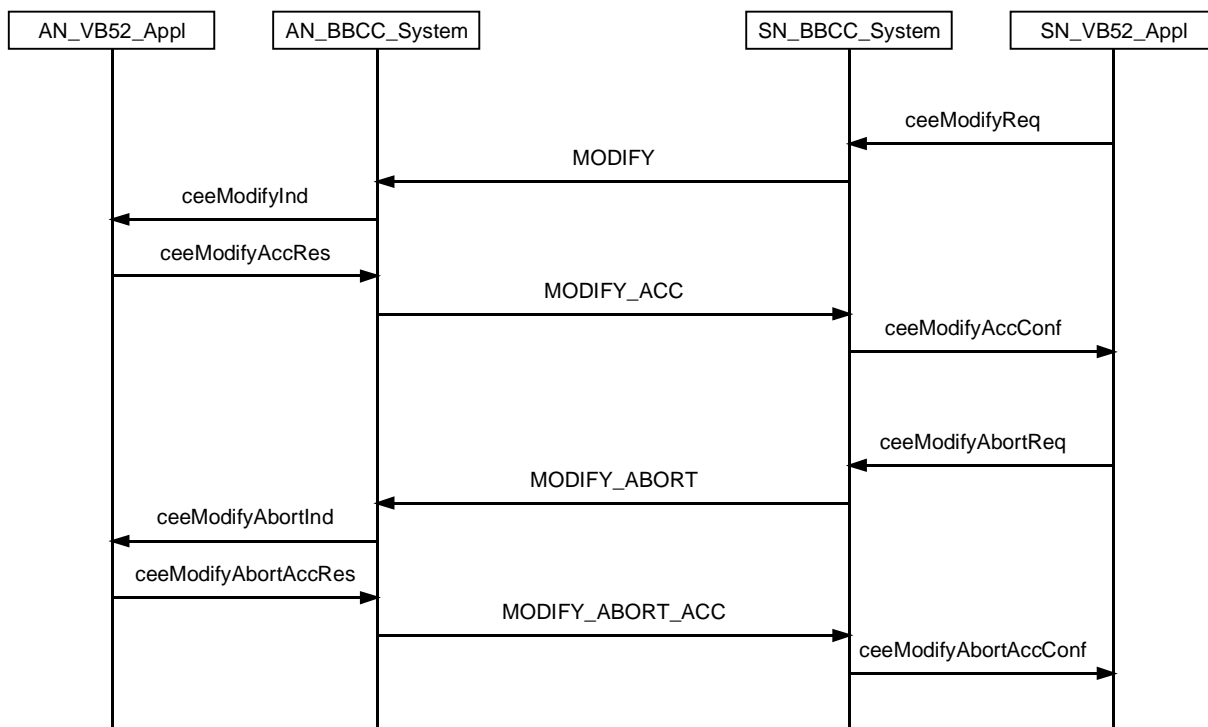 AN_VB52_Appl
AN_BBCC_System
SN_BBCC_System
SN_VB52_Appl
ceeModifyReq
MODIFY
ceeModifyInd
ceeModifyAccRes
MODIFY_ACC
ceeModifyAccConf
ceeModifyAbortReq
MODIFY_ABORT
ceeModifyAbortInd
ceeModifyAbortAccRes
MODIFY_ABORT_ACC
ceeModifyAbortAccConf